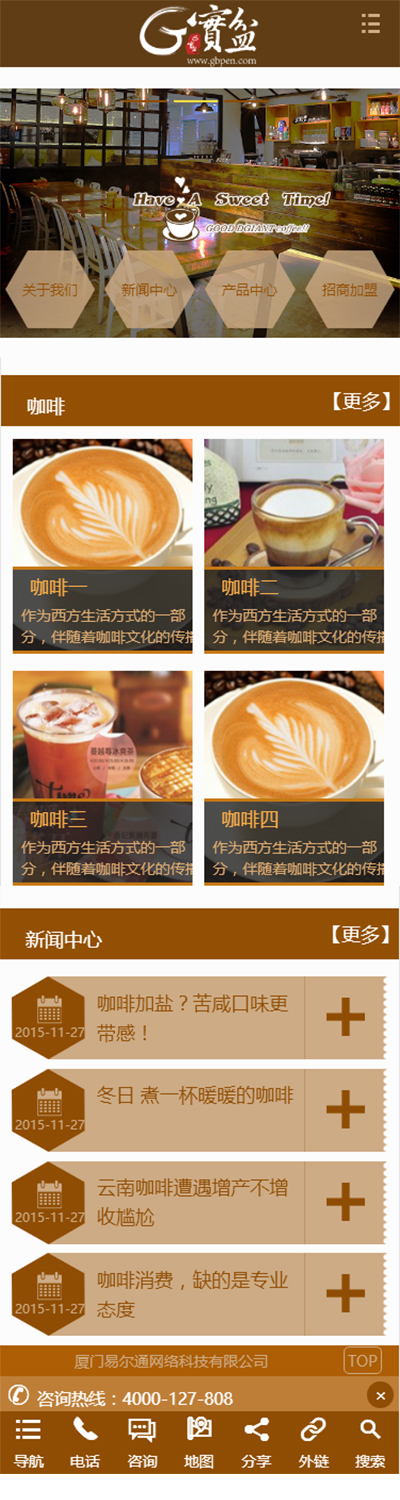 G寶盆
www.gbpen.com
Have A Sweet Time!
GOOD DGIANT coffee!!
关于我们
新闻中心
产品中心
招商加盟
咖啡
【更多】
咖啡一
作为西方生活方式的一部
分，伴随着咖啡文化的传播
咖啡二
作为西方生活方式的一部
分，伴随着咖啡文化的传播
蔓越莓冰爽茶
咖啡三
作为西方生活方式的一部
分，伴随着咖啡文化的传播
咖啡四
作为西方生活方式的一部
分，伴随着咖啡文化的传播
新闻中心
【更多】
2015-11-27
咖啡加盐？苦咸口味更
带感！
2015-11-27
冬日 煮一杯暖暖的咖啡
2015-11-27
云南咖啡遭遇增产不增
收尴尬
2015-11-27
咖啡消费，缺的是专业
态度
厦门易尔通网络科技有限公司
TOP
咨询热线：4000-127-808
导航
电话
咨询
地图
分享
外链
搜索